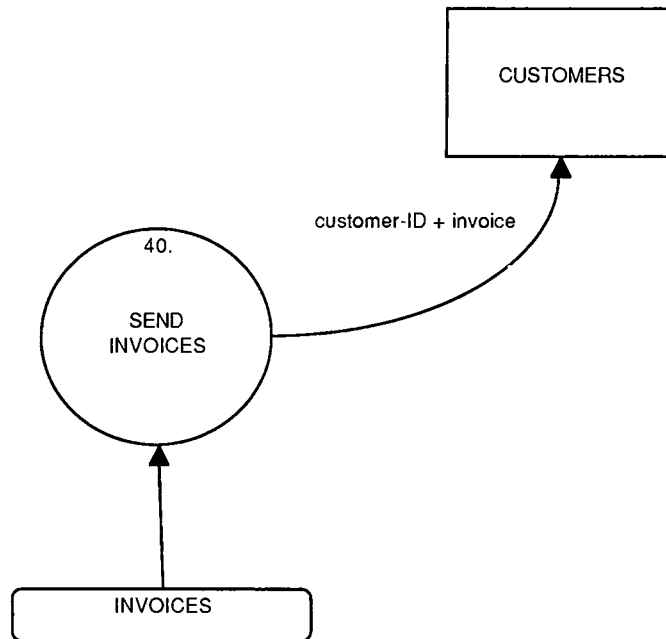 CUSTOMERS
customer-ID + invoice
40.
SEND
INVOICES
INVOICES